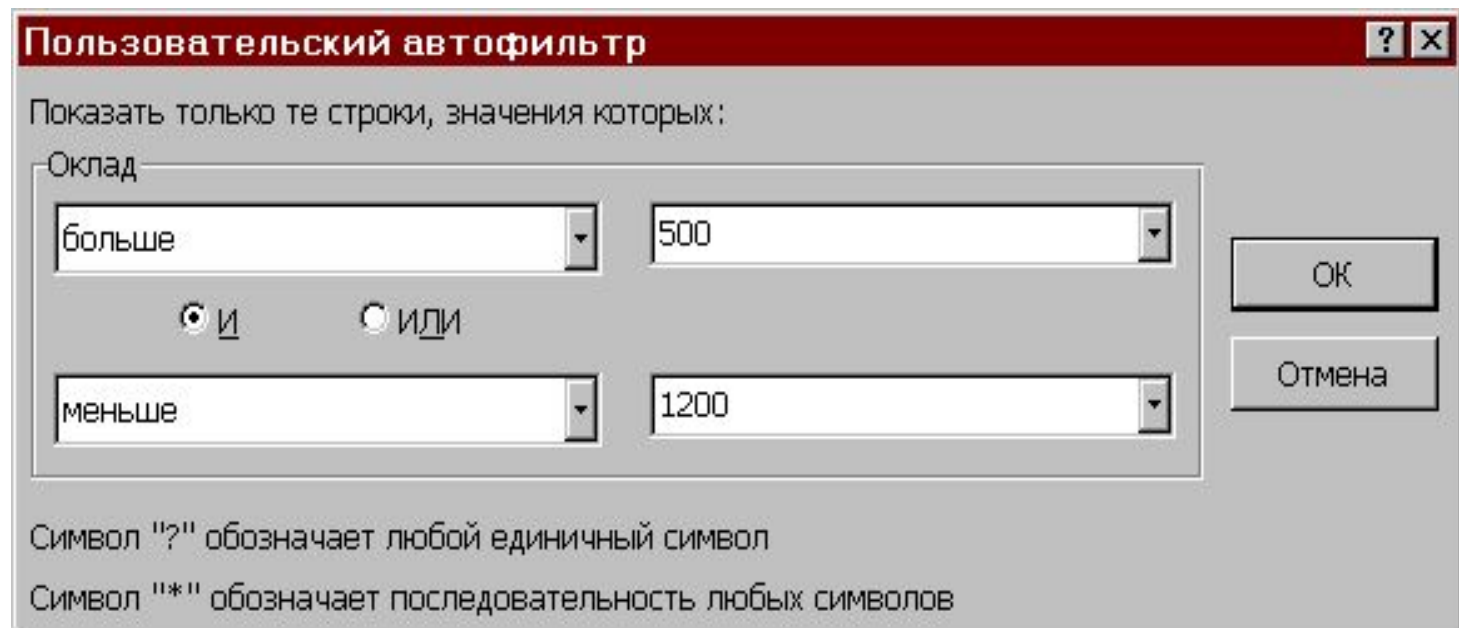 Пользовательский автофильтр
Показать только те строки, значения которых:
Оклад
больше 500
И ИЛИ
ОК
меньше 1200
Отмена
Символ "?" обозначает любой единичный символ
Символ "*" обозначает последовательность любых символов